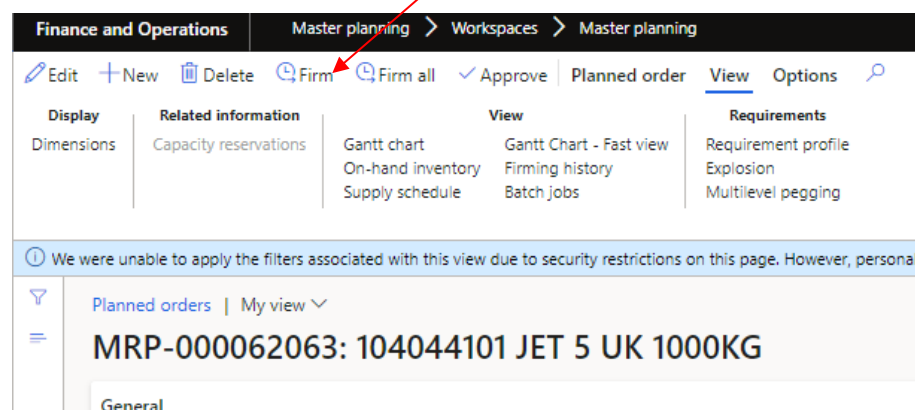 Finance and Operations Master planning > Workspaces > Master planning
Edit New Delete Firm Firm all Approve Planned order View Options
Display Related information View Requirements
Dimensions Capacity reservations Gantt chart Gantt Chart - Fast view Requirement profile
On-hand inventory Firming history Explosion
Supply schedule Batch jobs Multilevel pegging
We were unable to apply the filters associated with this view due to security restrictions on this page. However, persona
Planned orders | My view
MRP-000062063: 104044101 JET 5 UK 1000KG
General